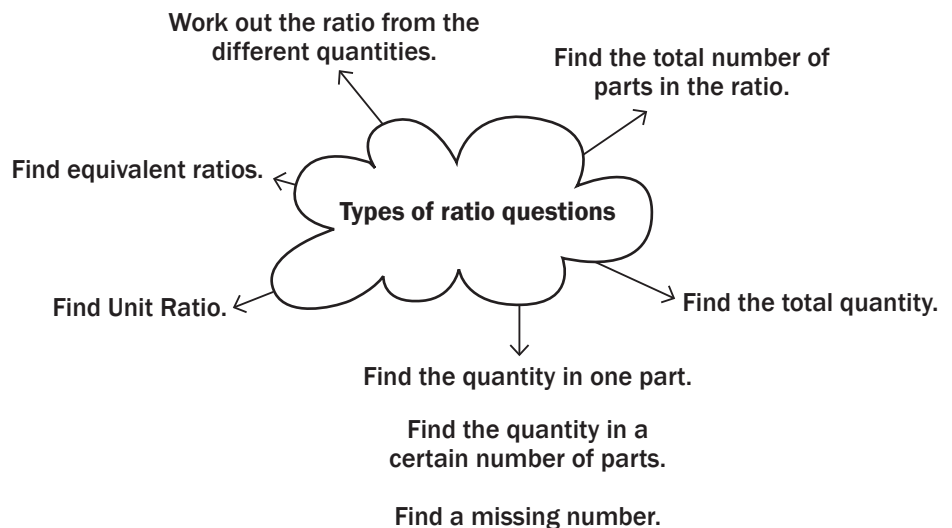 Work out the ratio from the
different quantities.
Find the total number of
parts in the ratio.
Find equivalent ratios.
Types of ratio questions
Find Unit Ratio.
Find the total quantity.
Find the quantity in one part.
Find the quantity in a
certain number of parts.
Find a missing number.